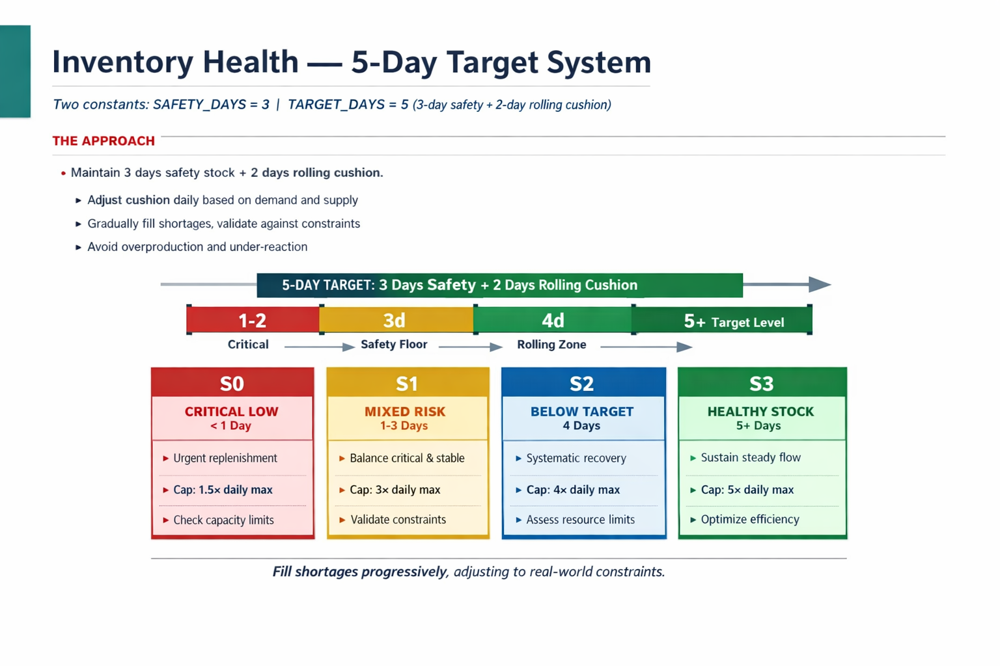 Inventory Health — 5-Day Target System
Two constants: SAFETY_DAYS = 3 | TARGET_DAYS = 5 (3-day safety + 2-day rolling cushion)
THE APPROACH
• Maintain 3 days safety stock + 2 days rolling cushion.
► Adjust cushion daily based on demand and supply
► Gradually fill shortages, validate against constraints
► Avoid overproduction and under-reaction
5-DAY TARGET: 3 Days Safety + 2 Days Rolling Cushion
1-2 3d 4d 5+ Target Level
Critical Safety Floor Rolling Zone
S0
CRITICAL LOW
< 1 Day
► Urgent replenishment
► Cap: 1.5× daily max
► Check capacity limits
S1
MIXED RISK
1-3 Days
► Balance critical & stable
► Cap: 3× daily max
► Validate constraints
S2
BELOW TARGET
4 Days
► Systematic recovery
► Cap: 4× daily max
► Assess resource limits
S3
HEALTHY STOCK
5+ Days
► Sustain steady flow
► Cap: 5× daily max
► Optimize efficiency
Fill shortages progressively, adjusting to real-world constraints.